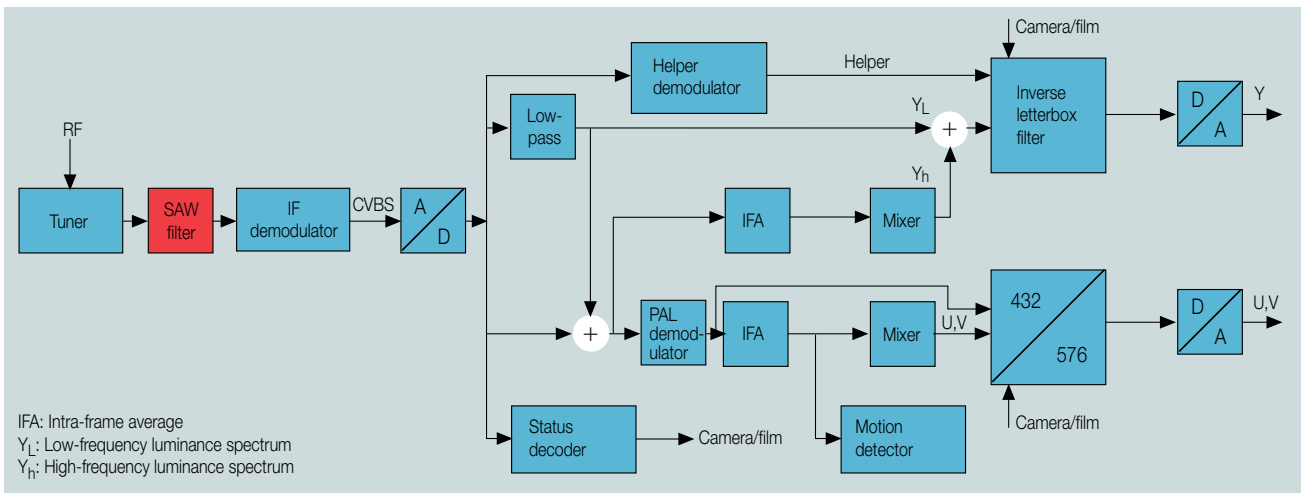 Camera/film
Helper
demodulator
Helper
Inverse
letterbox
filter
D
A
Y
Low-
pass
YL
+
RF
Yh
Tuner
SAW
filter
IF
demodulator
CVBS
A
D
IFA
Mixer
+
PAL
demod-
ulator
IFA
Mixer
U,V
432
576
D
A
U,V
Status
decoder
Camera/film
Motion
detector
Camera/film
IFA: Intra-frame average
YL: Low-frequency luminance spectrum
Yh: High-frequency luminance spectrum